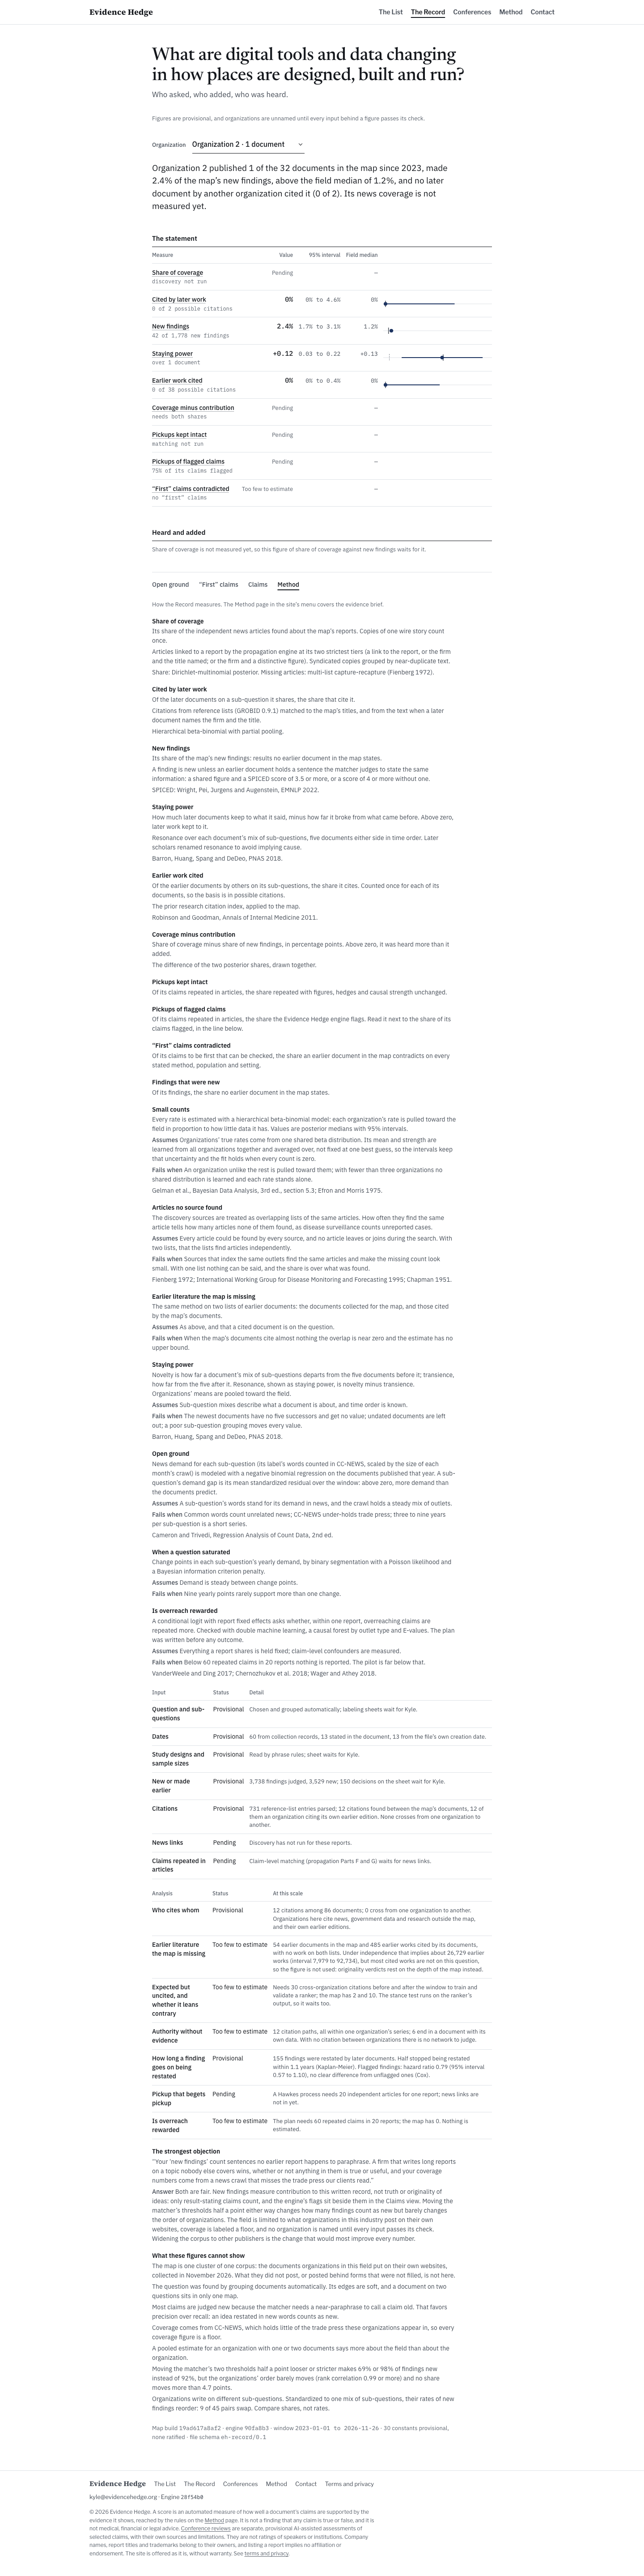 Evidence Hedge
The List
The Record
Conferences
Method
Contact
What are digital tools and data changing
in how places are designed, built and run?
Who asked, who added, who was heard.
Figures are provisional, and organizations are unnamed until every input behind a figure passes its check.
Organization
Organization 2 · 1 document
Organization 2 published 1 of the 32 documents in the map since 2023, made
2.4% of the map's new findings, above the field median of 1.2%, and no later
document by another organization cited it (0 of 2). Its news coverage is not
measured yet.
The statement
Measure Value 95% interval Field median
Share of coverage Pending –
discovery not run
Cited by later work 0% 0% to 4.6% 0%
0 of 2 possible citations
New findings 2.4% 1.7% to 3.1% 1.2%
42 of 1,778 new findings
Staying power +0.12 0.03 to 0.22 +0.13
over 1 document
Earlier work cited 0% 0% to 0.4% 0%
0 of 38 possible citations
Coverage minus contribution Pending –
needs both shares
Pickups kept intact Pending –
matching not run
Pickups of flagged claims Pending –
75% of its claims flagged
"First" claims contradicted Too few to estimate –
no "first" claims
Heard and added
Share of coverage is not measured yet, so this figure of share of coverage against new findings waits for it.
Open ground "First" claims Claims Method
How the Record measures. The Method page in the site's menu covers the evidence brief.
Share of coverage
Its share of the independent news articles found about the map's reports. Copies of one wire story count
once.
Articles linked to a report by the propagation engine at its two strictest tiers (a link to the report, or the firm
and the title named; or the firm and a distinctive figure). Syndicated copies grouped by near-duplicate text.
Share: Dirichlet-multinomial posterior. Missing articles: multi-list capture-recapture (Fienberg 1972).
Cited by later work
Of the later documents on a sub-question it shares, the share that cite it.
Citations from reference lists (GROBID 0.9.1) matched to the map's titles, and from the text when a later
document names the firm and the title.
Hierarchical beta-binomial with partial pooling.
New findings
Its share of the map's new findings: results no earlier document in the map states.
A finding is new unless an earlier document holds a sentence the matcher judges to state the same
information: a shared figure and a SPICED score of 3.5 or more, or a score of 4 or more without one.
SPICED: Wright, Pei, Jurgens and Augenstein, EMNLP 2022.
Staying power
How much later documents keep to what it said, minus how far it broke from what came before. Above zero,
later work kept to it.
Resonance over each document's mix of sub-questions, five documents either side in time order. Later
scholars renamed resonance to avoid implying cause.
Barron, Huang, Spang and DeDeo, PNAS 2018.
Earlier work cited
Of the earlier documents by others on its sub-questions, the share it cites. Counted once for each of its
documents, so the basis is in possible citations.
The prior research citation index, applied to the map.
Robinson and Goodman, Annals of Internal Medicine 2011.
Coverage minus contribution
Share of coverage minus share of new findings, in percentage points. Above zero, it was heard more than it
added.
The difference of the two posterior shares, drawn together.
Pickups kept intact
Of its claims repeated in articles, the share repeated with figures, hedges and causal strength unchanged.
Pickups of flagged claims
Of its claims repeated in articles, the share the Evidence Hedge engine flags. Read it next to the share of its
claims flagged, in the line below.
"First" claims contradicted
Of its claims to be first that can be checked, the share an earlier document in the map contradicts on every
stated method, population and setting.
Findings that were new
Of its findings, the share no earlier document in the map states.
Small counts
Every rate is estimated with a hierarchical beta-binomial model: each organization's rate is pulled toward the
field in proportion to how little data it has. Values are posterior medians with 95% intervals.
Assumes Organizations' true rates come from one shared beta distribution. Its mean and strength are
learned from all organizations together and averaged over, not fixed at one best guess, so the intervals keep
that uncertainty and the fit holds when every count is zero.
Fails when An organization unlike the rest is pulled toward them; with fewer than three organizations no
shared distribution is learned and each rate stands alone.
Gelman et al., Bayesian Data Analysis, 3rd ed., section 5.3; Efron and Morris 1975.
Articles no source found
The discovery sources are treated as overlapping lists of the same articles. How often they find the same
article tells how many articles none of them found, as disease surveillance counts unreported cases.
Assumes Every article could be found by every source, and no article leaves or joins during the search. With
two lists, that the lists find articles independently.
Fails when Sources that index the same outlets find the same articles and make the missing count look
small. With one list nothing can be said, and the share is over what was found.
Fienberg 1972; International Working Group for Disease Monitoring and Forecasting 1995; Chapman 1951.
Earlier literature the map is missing
The same method on two lists of earlier documents: the documents collected for the map, and those cited
by the map's documents.
Assumes As above, and that a cited document is on the question.
Fails when When the map's documents cite almost nothing the overlap is near zero and the estimate has no
upper bound.
Staying power
Novelty is how far a document's mix of sub-questions departs from the five documents before it; transience,
how far from the five after it. Resonance, shown as staying power, is novelty minus transience.
Organizations' means are pooled toward the field.
Assumes Sub-question mixes describe what a document is about, and time order is known.
Fails when The newest documents have no five successors and get no value; undated documents are left
out; a poor sub-question grouping moves every value.
Barron, Huang, Spang and DeDeo, PNAS 2018.
Open ground
News demand for each sub-question (its label's words counted in CC-NEWS, scaled by the size of each
month's crawl) is modeled with a negative binomial regression on the documents published that year. A sub-
question's demand gap is its mean standardized residual over the window: above zero, more demand than
the documents predict.
Assumes A sub-question's words stand for its demand in news, and the crawl holds a steady mix of outlets.
Fails when Common words count unrelated news; CC-NEWS under-holds trade press; three to nine years
per sub-question is a short series.
Cameron and Trivedi, Regression Analysis of Count Data, 2nd ed.
When a question saturated
Change points in each sub-question's yearly demand, by binary segmentation with a Poisson likelihood and
a Bayesian information criterion penalty.
Assumes Demand is steady between change points.
Fails when Nine yearly points rarely support more than one change.
Is overreach rewarded
A conditional logit with report fixed effects asks whether, within one report, overreaching claims are
repeated more. Checked with double machine learning, a causal forest by outlet type and E-values. The plan
was written before any outcome.
Assumes Everything a report shares is held fixed; claim-level confounders are measured.
Fails when Below 60 repeated claims in 20 reports nothing is reported. The pilot is far below that.
VanderWeele and Ding 2017; Chernozhukov et al. 2018; Wager and Athey 2018.
Input Status Detail
Question and sub-questions Provisional Chosen and grouped automatically; labeling sheets wait for Kyle.
Dates Provisional 60 from collection records, 13 stated in the document, 13 from the file's own creation date.
Study designs and sample sizes Provisional Read by phrase rules; sheet waits for Kyle.
New or made earlier Provisional 3,738 findings judged, 3,529 new; 150 decisions on the sheet wait for Kyle.
Citations Provisional 731 reference-list entries parsed; 12 citations found between the map's documents, 12 of
them an organization citing its own earlier edition. None crosses from one organization to
another.
News links Pending Discovery has not run for these reports.
Claims repeated in articles Pending Claim-level matching (propagation Parts F and G) waits for news links.
Analysis Status At this scale
Who cites whom Provisional 12 citations among 86 documents; 0 cross from one organization to another.
Organizations here cite news, government data and research outside the map,
and their own earlier editions.
Earlier literature the map is missing Too few to estimate 54 earlier documents in the map and 485 earlier works cited by its documents,
with no work on both lists. Under independence that implies about 26,729 earlier
works (interval 7,979 to 92,734), but most cited works are not on this question,
so the figure is not used: originality verdicts rest on the depth of the map instead.
Expected but uncited, and whether it leans contrary Too few to estimate Needs 30 cross-organization citations before and after the window to train and
validate a ranker; the map has 2 and 10. The stance test runs on the ranker's
output, so it waits too.
Authority without evidence Too few to estimate 12 citation paths, all within one organization's series; 6 end in a document with its
own data. With no citation between organizations there is no network to judge.
How long a finding goes on being restated Provisional 155 findings were restated by later documents. Half stopped being restated
within 1.1 years (Kaplan-Meier). Flagged findings: hazard ratio 0.79 (95% interval
0.57 to 1.10), no clear difference from unflagged ones (Cox).
Pickup that begets pickup Pending A Hawkes process needs 20 independent articles for one report; news links are
not in yet.
Is overreach rewarded Too few to estimate The plan needs 60 repeated claims in 20 reports; the map has 0. Nothing is
estimated.
The strongest objection
"Your 'new findings' count sentences no earlier report happens to paraphrase. A firm that writes long reports
on a topic nobody else covers wins, whether or not anything in them is true or useful, and your coverage
numbers come from a news crawl that misses the trade press our clients read."
Answer Both are fair. New findings measure contribution to this written record, not truth or originality of
ideas: only result-stating claims count, and the engine's flags sit beside them in the Claims view. Moving the
matcher's thresholds half a point either way changes how many findings count as new but barely changes
the order of organizations. The field is limited to what organizations in this industry post on their own
websites, coverage is labeled a floor, and no organization is named until every input passes its check.
Widening the corpus to other publishers is the change that would most improve every number.
What these figures cannot show
The map is one cluster of one corpus: the documents organizations in this field put on their own websites,
collected in November 2026. What they did not post, or posted behind forms that were not filled, is not here.
The question was found by grouping documents automatically. Its edges are soft, and a document on two
questions sits in only one map.
Most claims are judged new because the matcher needs a near-paraphrase to call a claim old. That favors
precision over recall: an idea restated in new words counts as new.
Coverage comes from CC-NEWS, which holds little of the trade press these organizations appear in, so every
coverage figure is a floor.
A pooled estimate for an organization with one or two documents says more about the field than about the
organization.
Moving the matcher's two thresholds half a point looser or stricter makes 69% or 98% of findings new
instead of 92%, but the organizations' order barely moves (rank correlation 0.99 or more) and no share
moves more than 4.7 points.
Organizations write on different sub-questions. Standardized to one mix of sub-questions, their rates of new
findings reorder: 9 of 45 pairs swap. Compare shares, not rates.
Map build 19ad617a8af2 · engine 90fa8b3 · window 2023-01-01 to 2026-11-26 · 30 constants provisional,
none ratified · file schema eh-record/0.1
Evidence Hedge The List The Record Conferences Method Contact Terms and privacy
kyle@evidencehedge.org · Engine 28f54b0
© 2026 Evidence Hedge. A score is an automated measure of how well a document's claims are supported by the
evidence it shows, reached by the rules on the Method page. It is not a finding that any claim is true or false, and it is
not medical, financial or legal advice. Conference reviews are separate, provisional AI-assisted assessments of
selected claims, with their own sources and limitations. They are not ratings of speakers or institutions. Company
names, report titles and trademarks belong to their owners, and listing a report implies no affiliation or
endorsement. The site is offered as it is, without warranty. See terms and privacy.